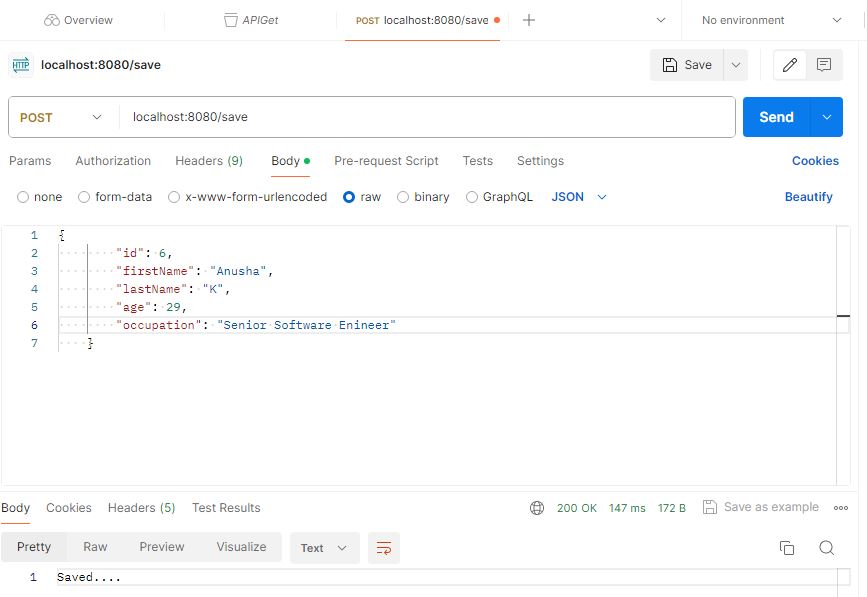 Overview APIGet POST localhost:8080/save No environment
HTTP localhost:8080/save Save
POST localhost:8080/save Send
Params Authorization Headers (9) Body Pre-request Script Tests Settings Cookies
none form-data x-www-form-urlencoded raw binary GraphQL JSON Beautify
1 {
2 "id": 6,
3 "firstName": "Anusha",
4 "lastName": "K",
5 "age": 29,
6 "occupation": "Senior Software Enineer"
7 }
Body Cookies Headers (5) Test Results 200 OK 147 ms 172 B Save as example
Pretty Raw Preview Visualize Text
1 Saved....